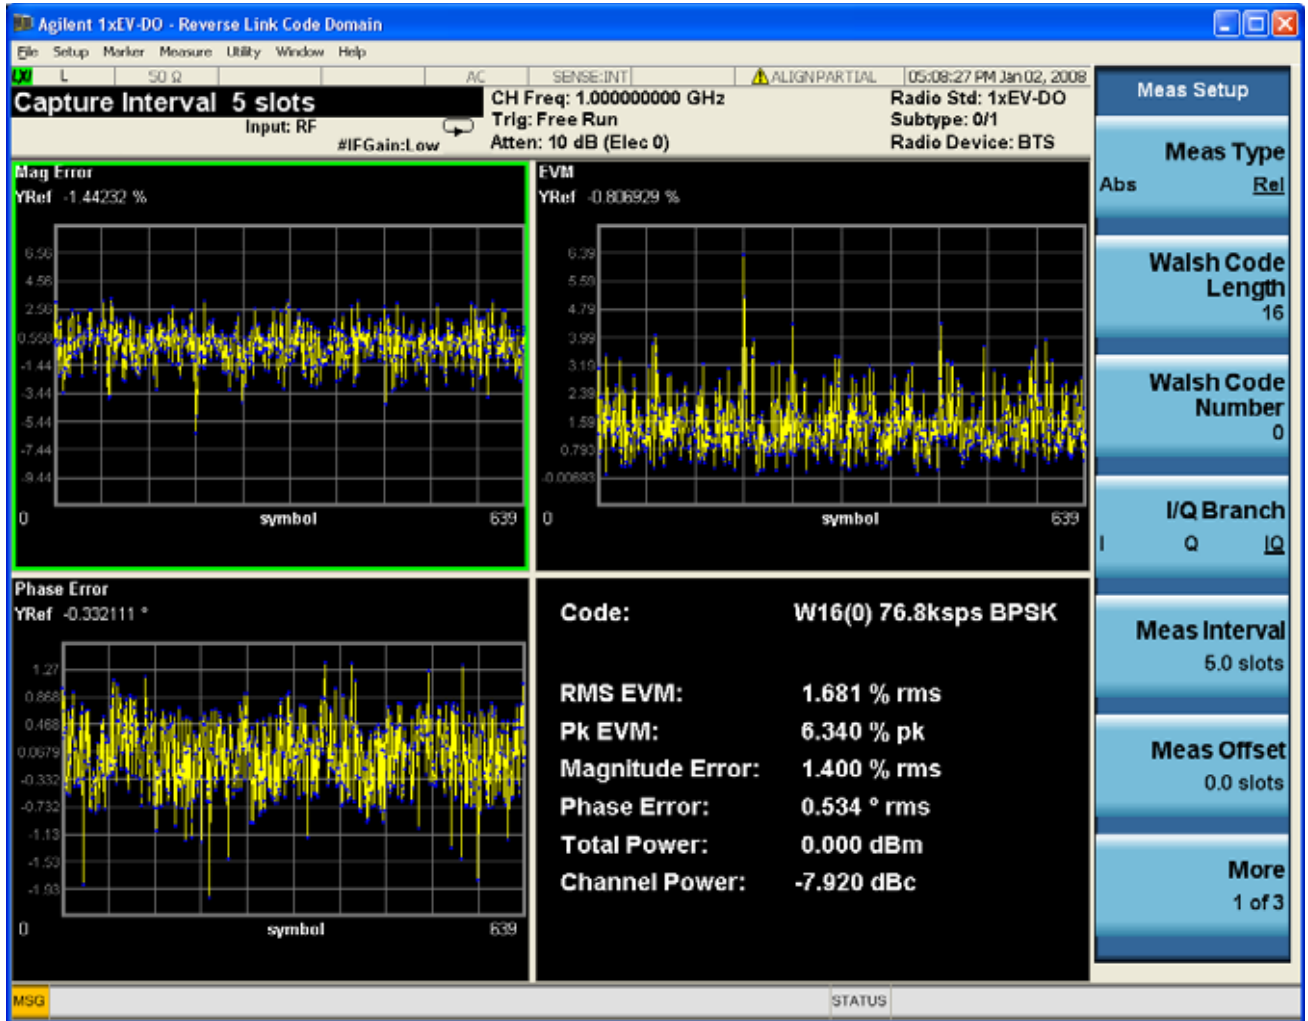 Agilent 1xEV-DO - Reverse Link Code Domain
File Setup Marker Measure Utility Window Help
LXI L 50 Ω AC SENSE:INT ALIGN PARTIAL 05:08:27 PM Jan 02, 2008
Capture Interval 5 slots
Input: RF
#IFGain:Low
CH Freq: 1.000000000 GHz
Trig: Free Run
Atten: 10 dB (Elec 0)
Radio Std: 1xEV-DO
Subtype: 0/1
Radio Device: BTS
Mag Error
YRef -1.44232 %
6.56
4.56
2.56
0.558
-1.44
-3.44
-5.44
-7.44
-9.44
0 symbol 639
EVM
YRef -0.806929 %
6.39
5.59
4.79
3.99
3.19
2.39
1.59
0.793
-0.00693
0 symbol 639
Phase Error
YRef -0.332111 °
1.27
0.868
0.468
0.0679
-0.332
-0.732
-1.13
-1.53
-1.93
0 symbol 639
Code: W16(0) 76.8ksps BPSK
RMS EVM: 1.681 % rms
Pk EVM: 6.340 % pk
Magnitude Error: 1.400 % rms
Phase Error: 0.534 ° rms
Total Power: 0.000 dBm
Channel Power: -7.920 dBc
Meas Setup
Meas Type
Abs Rel
Walsh Code
Length
16
Walsh Code
Number
0
I/Q Branch
I Q IQ
Meas Interval
5.0 slots
Meas Offset
0.0 slots
More
1 of 3
MSG STATUS